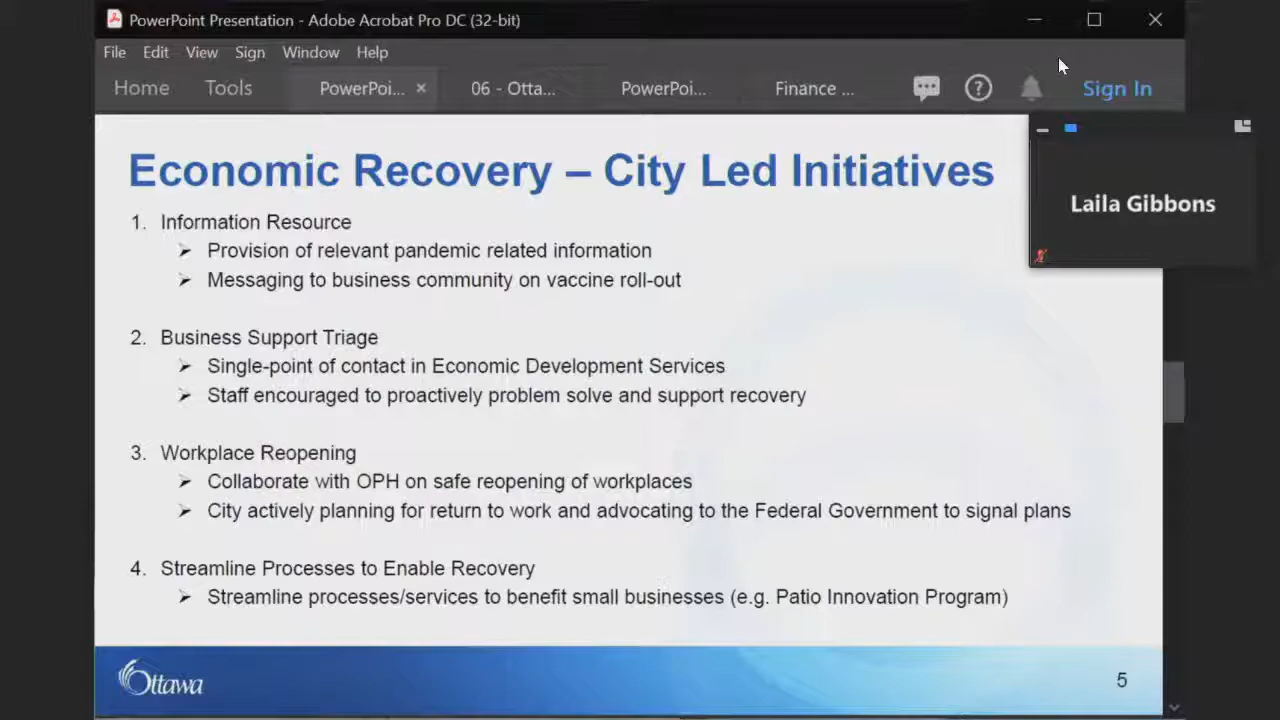 PowerPoint Presentation - Adobe Acrobat Pro DC (32-bit)
File Edit View Sign Window Help
Home Tools PowerPoi... 06 - Otta... PowerPoi... Finance ... Sign In
Laila Gibbons
Economic Recovery – City Led Initiatives
1. Information Resource
➢ Provision of relevant pandemic related information
➢ Messaging to business community on vaccine roll-out
2. Business Support Triage
➢ Single-point of contact in Economic Development Services
➢ Staff encouraged to proactively problem solve and support recovery
3. Workplace Reopening
➢ Collaborate with OPH on safe reopening of workplaces
➢ City actively planning for return to work and advocating to the Federal Government to signal plans
4. Streamline Processes to Enable Recovery
➢ Streamline processes/services to benefit small businesses (e.g. Patio Innovation Program)
Ottawa
5